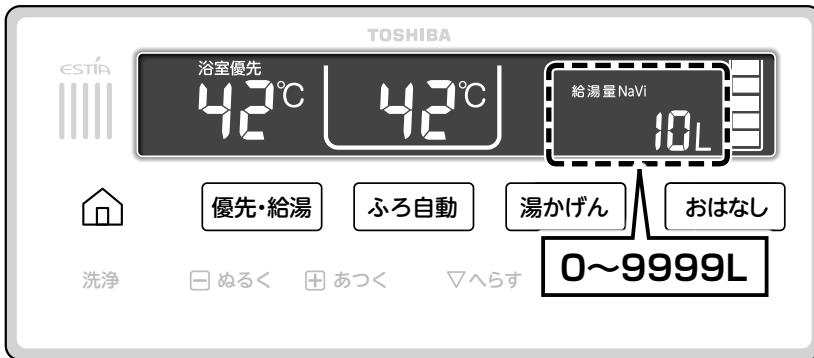 TOSHIBA
ESTÍA
浴室優先
42℃ 42℃
給湯量NaVi
10L
優先・給湯 ふろ自動 湯かげん おはなし
0～9999L
洗浄 － ぬるく ＋ あつく ▽へらす